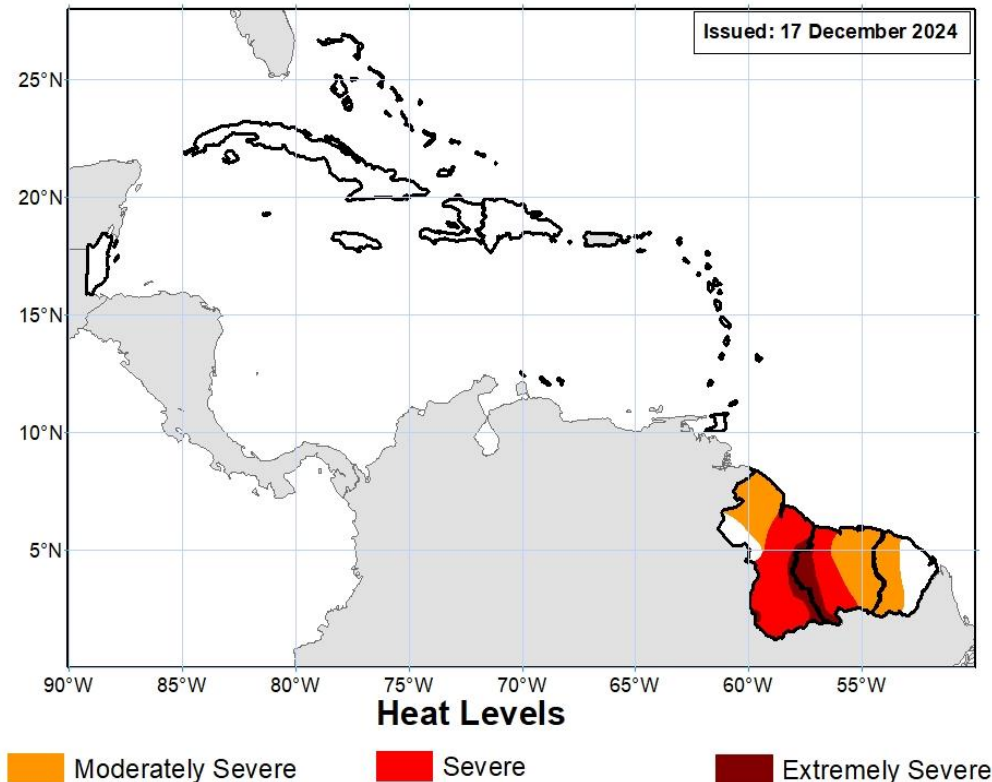 Issued: 17 December 2024
25°N
20°N
15°N
10°N
5°N
90°W 85°W 80°W 75°W 70°W 65°W 60°W 55°W
Heat Levels
Moderately Severe Severe Extremely Severe